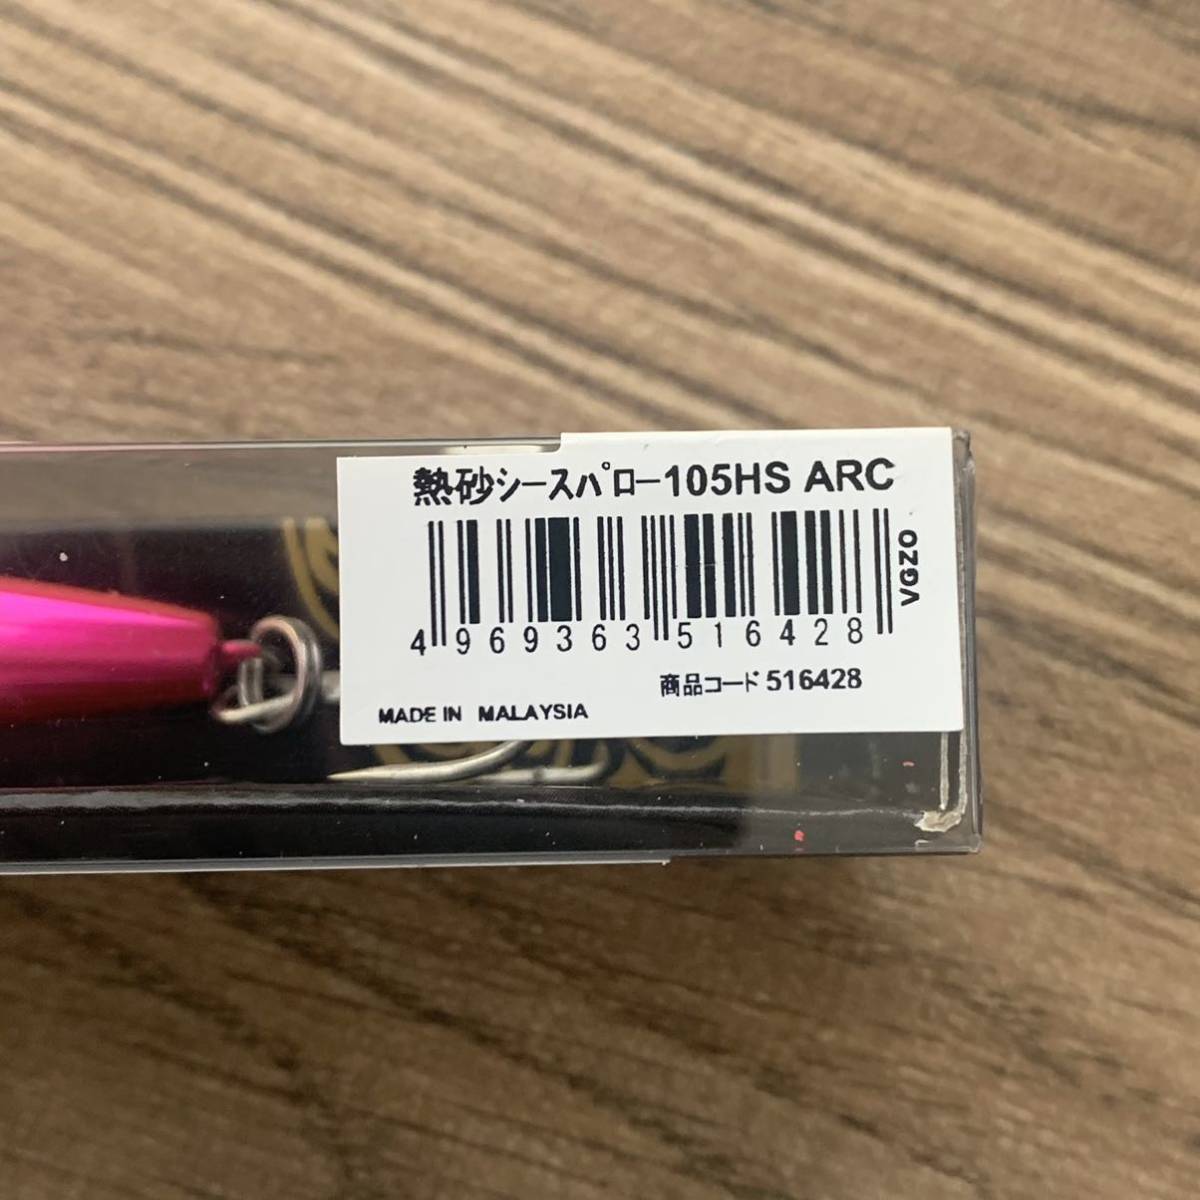 熱砂ｼｰｽﾊﾟﾛｰ105HS ARC
VGZO
4 969363 516428
商品コード 516428
MADE IN MALAYSIA